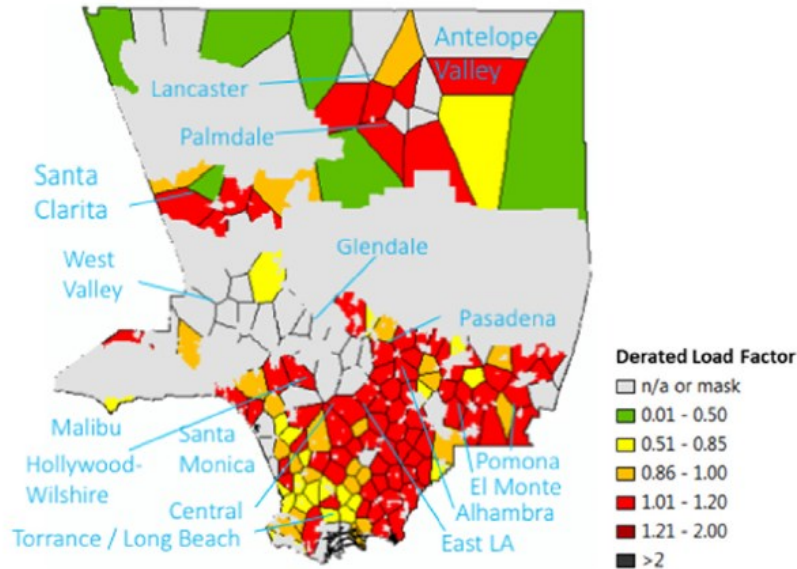 Antelope
Valley
Lancaster
Palmdale
Santa
Clarita
Glendale
West
Valley
Pasadena
Malibu
Santa
Monica
Hollywood-
Wilshire
Central
Torrance / Long Beach
Pomona
El Monte
Alhambra
East LA
Derated Load Factor
n/a or mask
0.01 - 0.50
0.51 - 0.85
0.86 - 1.00
1.01 - 1.20
1.21 - 2.00
>2